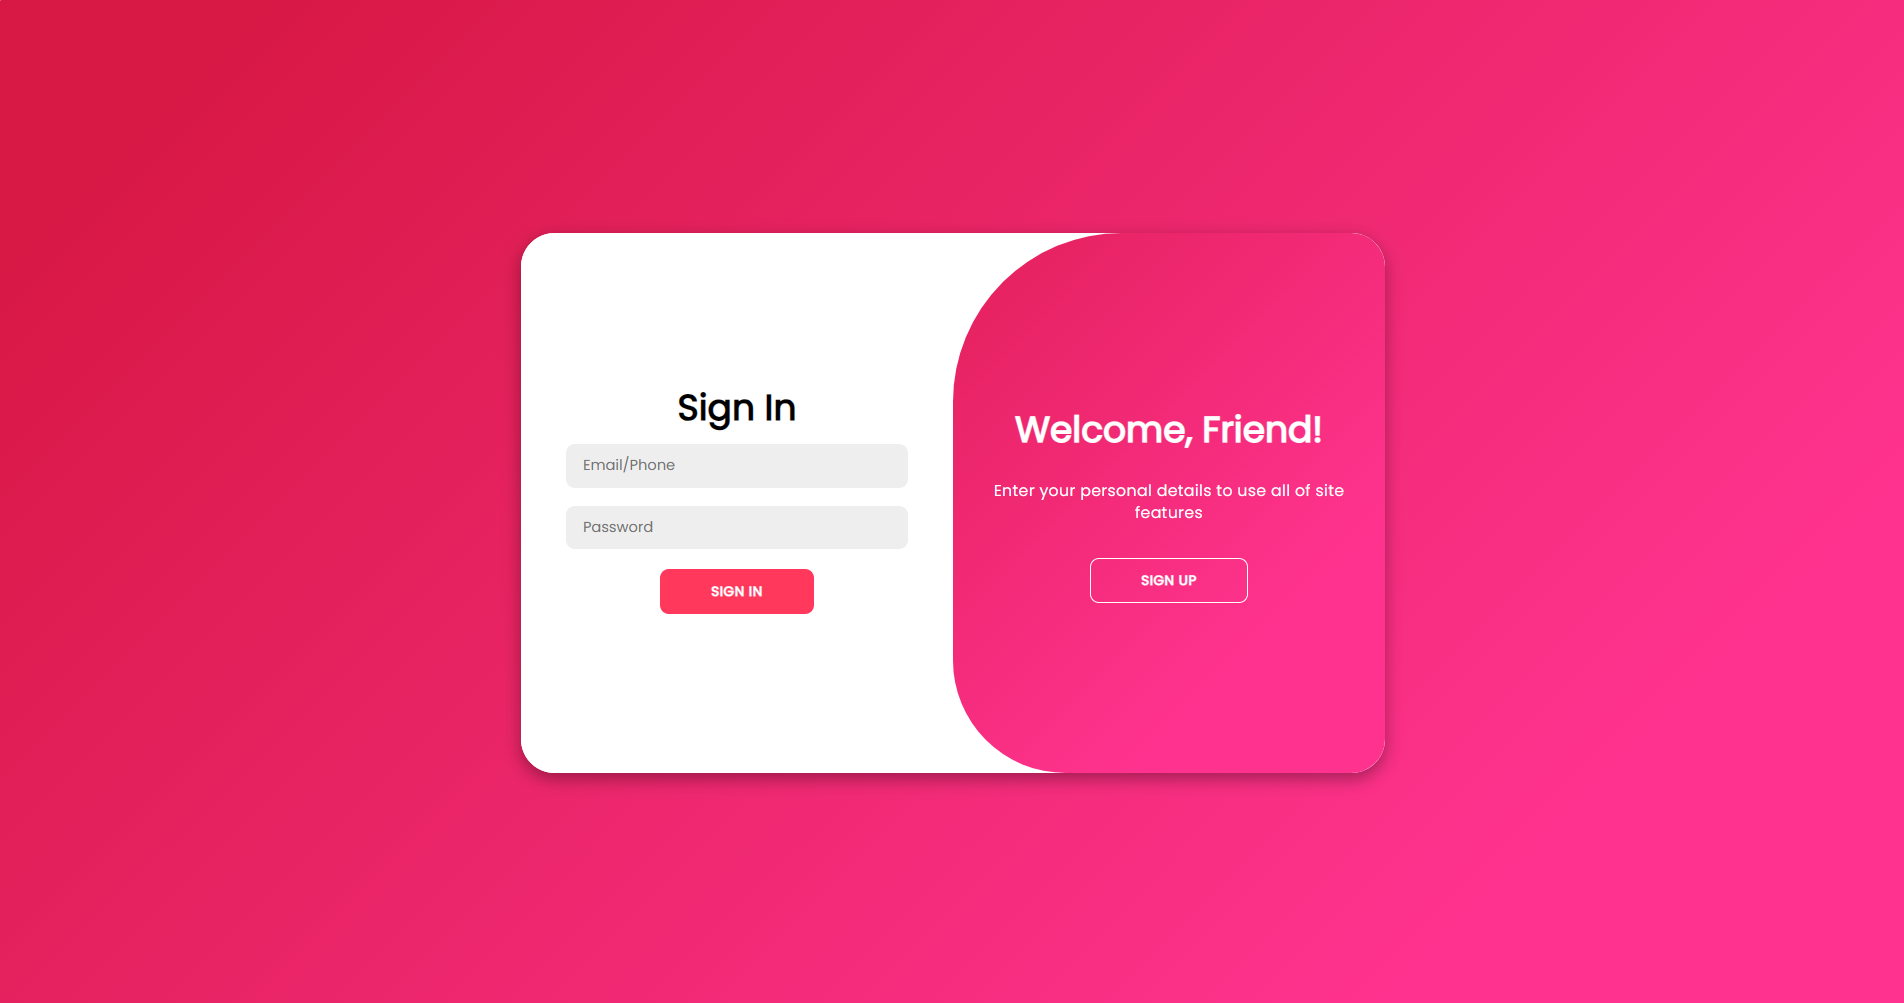 Sign In
Email/Phone
Password
SIGN IN
Welcome, Friend!
Enter your personal details to use all of site
features
SIGN UP